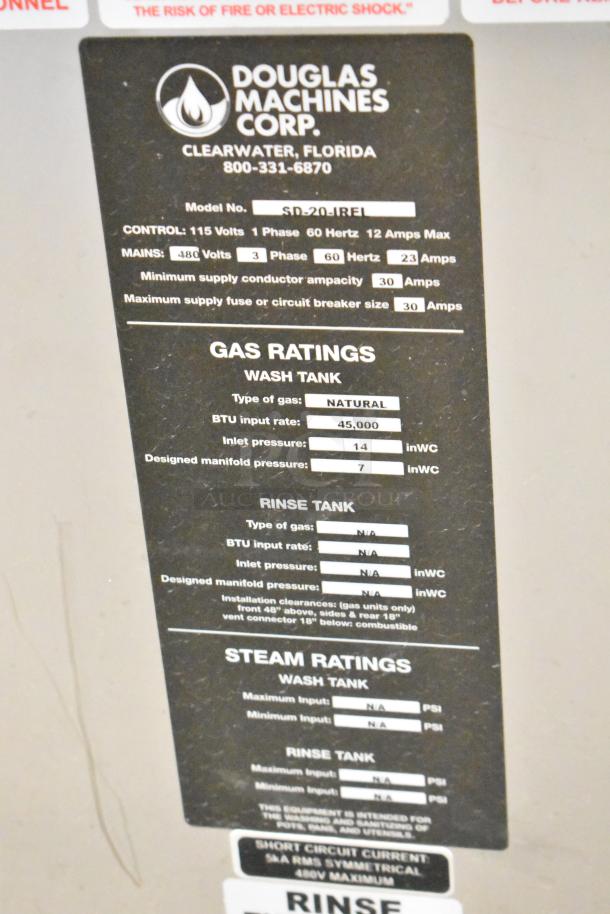 THE RISK OF FIRE OR ELECTRIC SHOCK."
DOUGLAS
MACHINES
CORP.
CLEARWATER, FLORIDA
800-331-6870
Model No. SD-20-IREL
CONTROL: 115 Volts 1 Phase 60 Hertz 12 Amps Max
MAINS: 480 Volts 3 Phase 60 Hertz 23 Amps
Minimum supply conductor ampacity 30 Amps
Maximum supply fuse or circuit breaker size 30 Amps
GAS RATINGS
WASH TANK
Type of gas: NATURAL
BTU input rate: 45,000
Inlet pressure: 14 inWC
Designed manifold pressure: 7 inWC
AUCTION GROUP
RINSE TANK
Type of gas: N/A
BTU input rate: N/A
Inlet pressure: N/A inWC
Designed manifold pressure: N/A inWC
Installation clearances: (gas units only)
front 48" above, sides & rear 18"
vent connector 18" below: combustible
STEAM RATINGS
WASH TANK
Maximum Input: N/A PSI
Minimum Input: N/A PSI
RINSE TANK
Maximum Input: N/A PSI
Minimum Input: N/A PSI
THIS EQUIPMENT IS INTENDED FOR
THE WASHING AND SANITIZING OF
POTS, PANS, AND UTENSILS.
SHORT CIRCUIT CURRENT:
5kA RMS SYMMETRICAL
480V MAXIMUM
RINSE